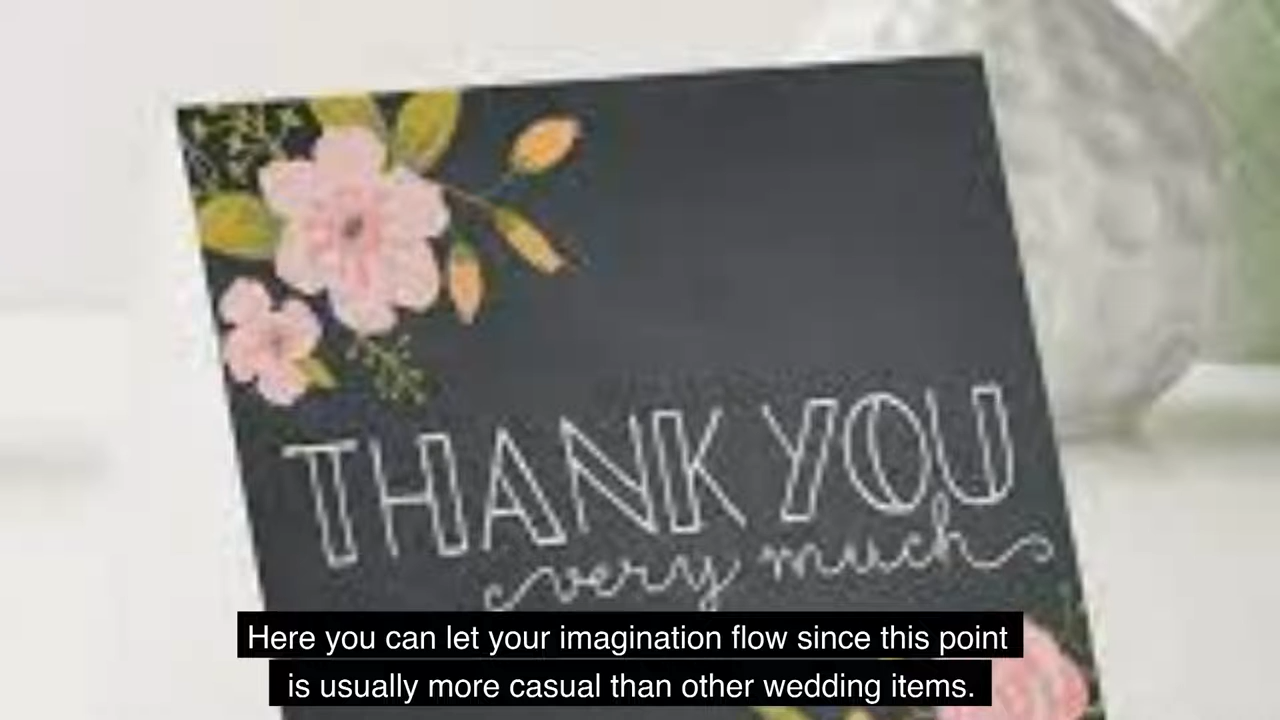 THANK YOU
very much
Here you can let your imagination flow since this point
is usually more casual than other wedding items.